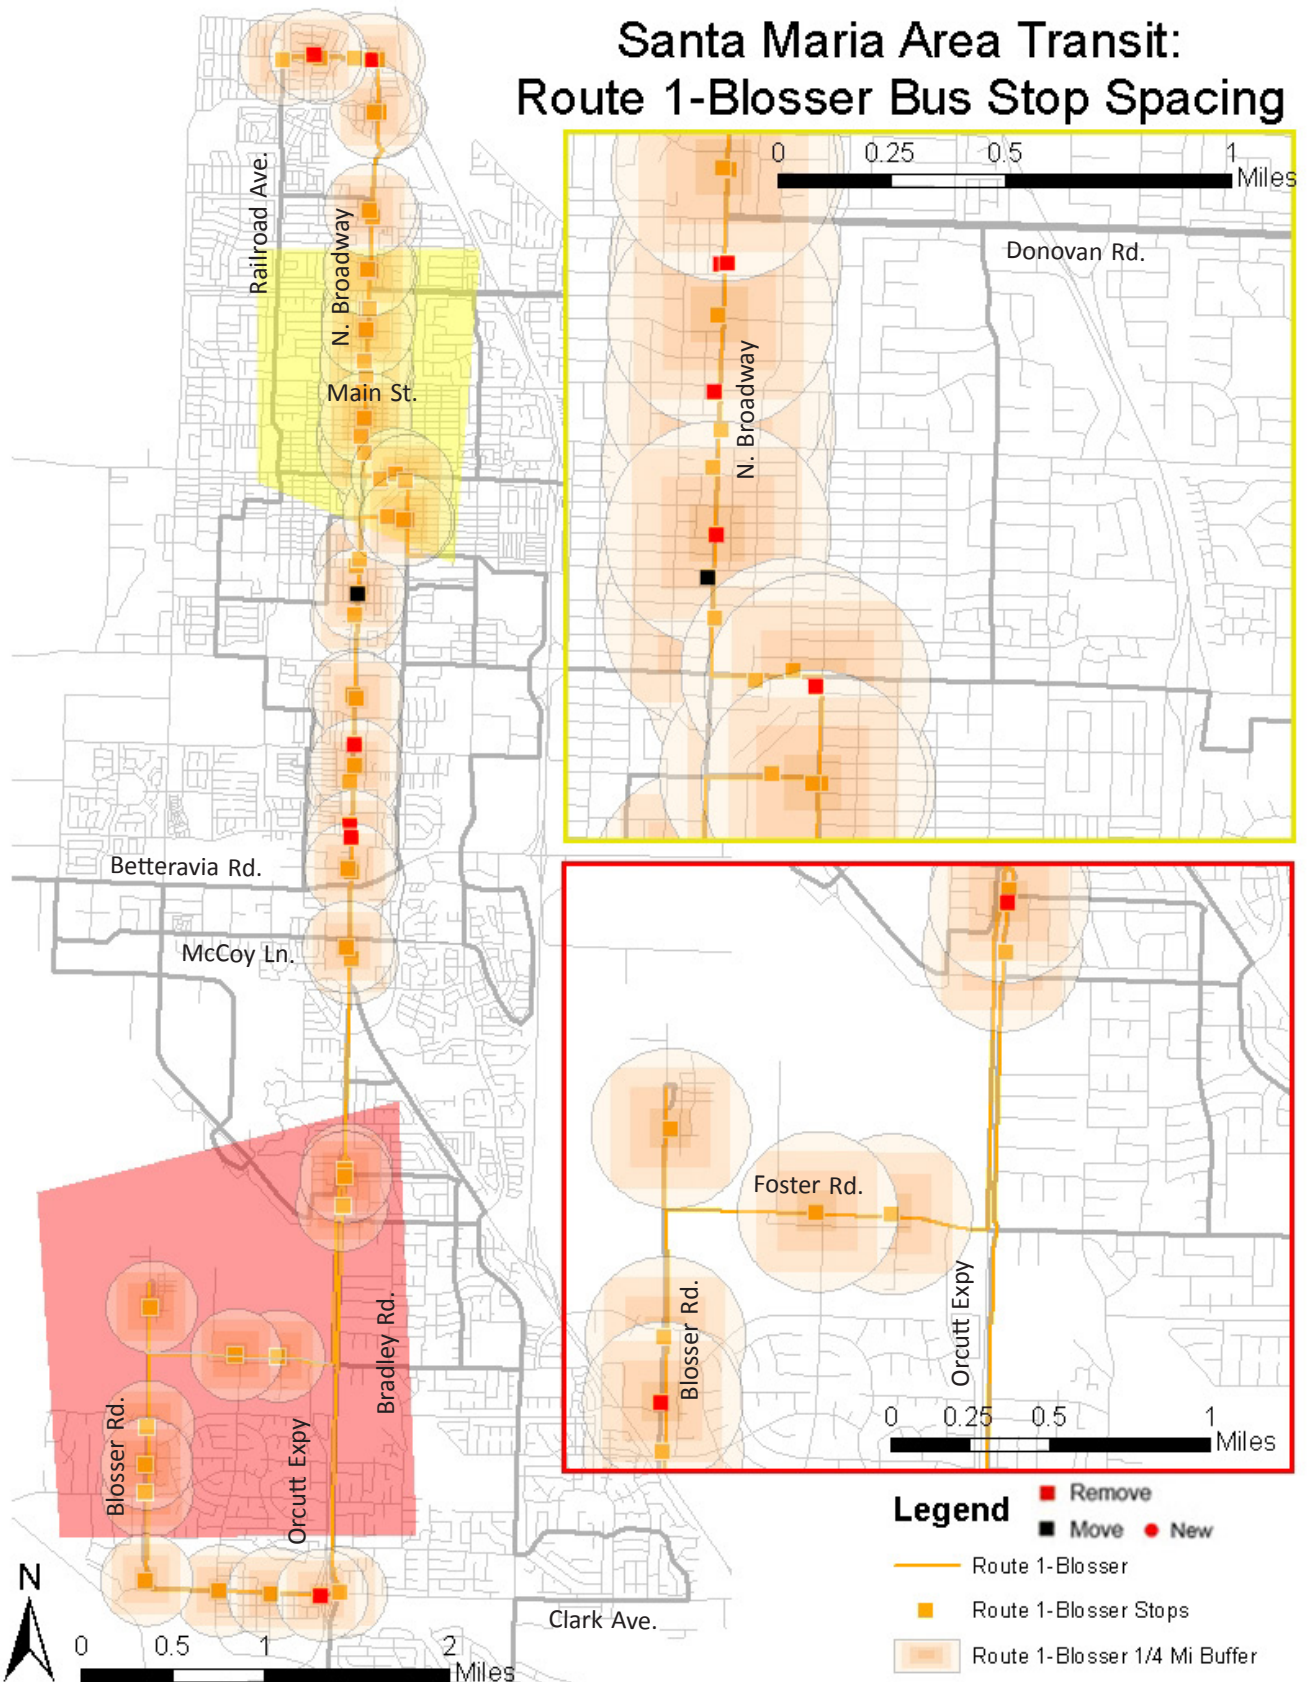 Santa Maria Area Transit:
Route 1-Blosser Bus Stop Spacing
Railroad Ave.
N. Broadway
Main St.
Betteravia Rd.
McCoy Ln.
Bradley Rd.
Blosser Rd.
Orcutt Expy
Clark Ave.
N
0 0.5 1 2
Miles
0 0.25 0.5 1
Miles
Donovan Rd.
N. Broadway
Foster Rd.
Blosser Rd.
Orcutt Expy
0 0.25 0.5 1
Miles
Legend
Remove
Move New
Route 1-Blosser
Route 1-Blosser Stops
Route 1-Blosser 1/4 Mi Buffer